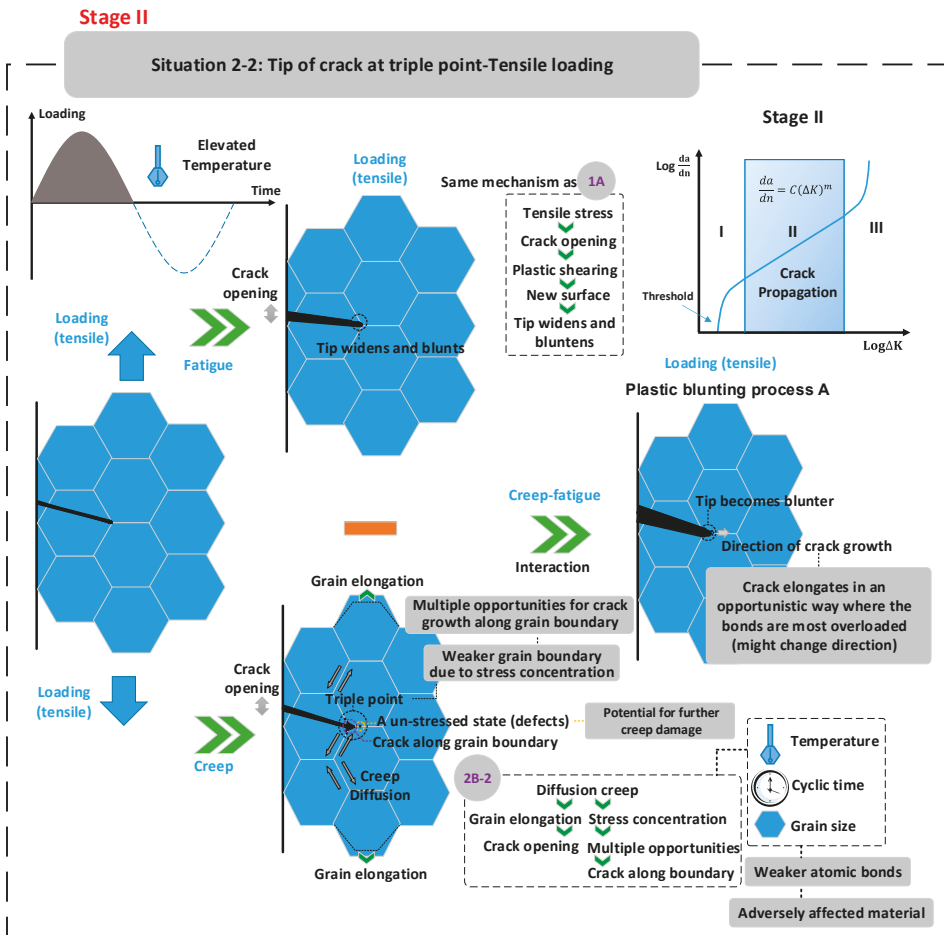 Stage II
Situation 2-2: Tip of crack at triple point-Tensile loading
Loading
Elevated
Temperature
Time
Loading
(tensile)
Same mechanism as 1A
Tensile stress
Crack opening
Plastic shearing
New surface
Tip widens and
bluntens
Stage II
Log da/dn
da/dn = C(ΔK)^m
I
II
III
Crack
Propagation
Threshold
LogΔK
Crack
opening
Tip widens and blunts
Fatigue
Loading
(tensile)
Loading (tensile)
Plastic blunting process A
Tip becomes blunter
Direction of crack growth
Crack elongates in an
opportunistic way where the
bonds are most overloaded
(might change direction)
Creep-fatigue
Interaction
Loading
(tensile)
Creep
Crack
opening
Grain elongation
Multiple opportunities for crack
growth along grain boundary
Weaker grain boundary
due to stress concentration
Triple point
A un-stressed state (defects)
Potential for further
creep damage
Crack along grain boundary
Creep
Diffusion
Grain elongation
2B-2
Diffusion creep
Grain elongation
Stress concentration
Crack opening
Multiple opportunities
Crack along boundary
Temperature
Cyclic time
Grain size
Weaker atomic bonds
Adversely affected material